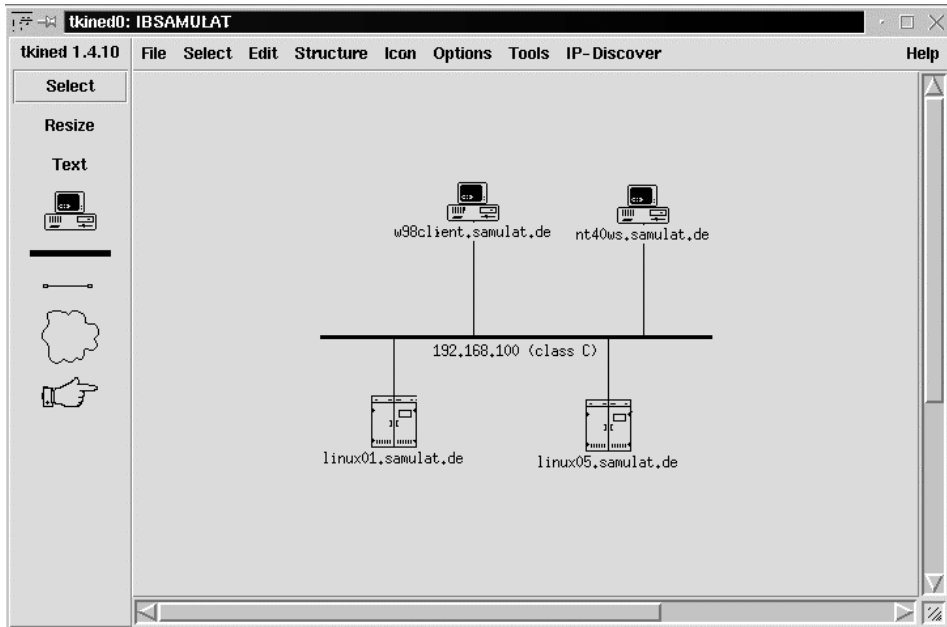 tkined0: IBSAMULAT
tkined 1.4.10 File Select Edit Structure Icon Options Tools IP-Discover Help
Select
Resize
Text
w98client.samulat.de nt40ws.samulat.de
192.168.100 (class C)
linux01.samulat.de linux05.samulat.de